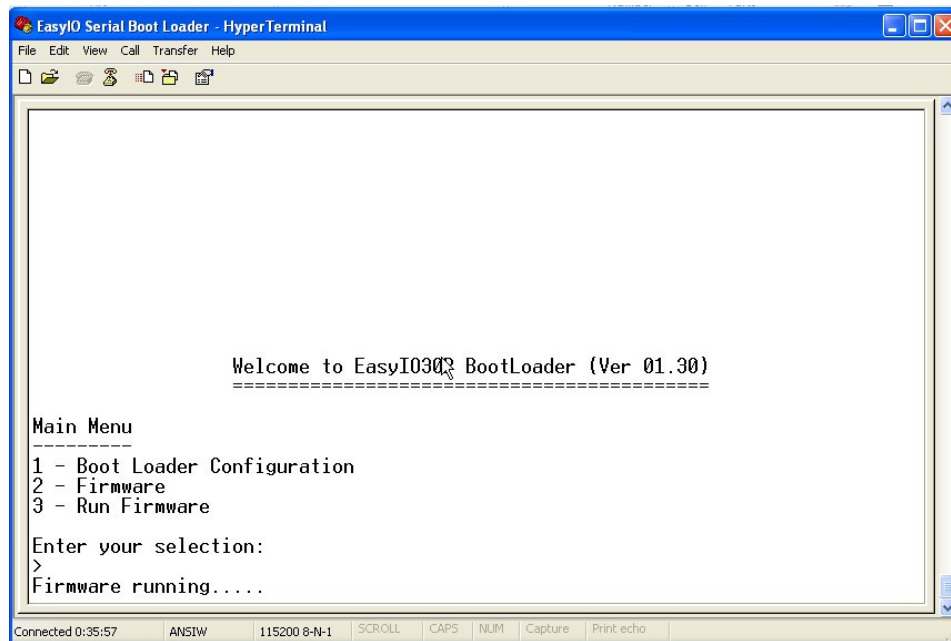 EasyIO Serial Boot Loader - HyperTerminal
File Edit View Call Transfer Help
Welcome to BootLoader (Ver 01.30)
===========================================
Main Menu
---------
1 - Boot Loader Configuration
2 - Firmware
3 - Run Firmware
Enter your selection:
>
Firmware running.....
Connected 0:35:57 ANSIW 115200 8-N-1 SCROLL CAPS NUM Capture Print echo